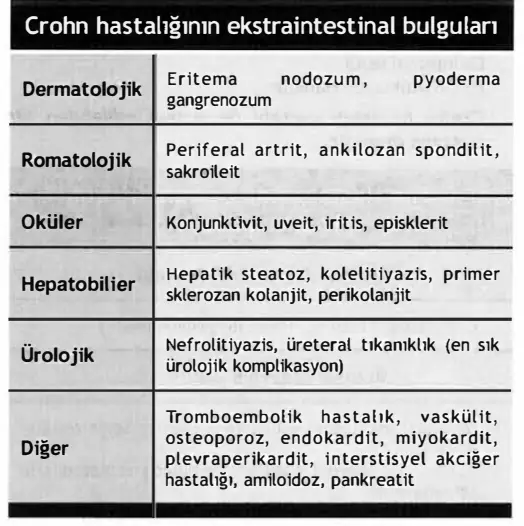 Crohn hastalığının ekstraintestinal bulguları
Dermatolojik
Eritema nodozum, pyoderma
gangrenozum
Romatolojik
Periferal artrit, ankilozan spondilit,
sakroileit
Oküler
Konjunktivit, uveit, iritis, episklerit
Hepatobilier
Hepatik steatoz, kolelitiyazis, primer
sklerozan kolanjit, perikolanjit
Ürolojik
Nefrolitiyazis, üreteral tıkanıklık (en sık
ürolojik komplikasyon)
Diğer
Tromboembolik hastalık, vaskülit,
osteoporoz, endokardit, miyokardit,
plevraperikardit, interstisyel akciğer
hastalığı, amiloidoz, pankreatit